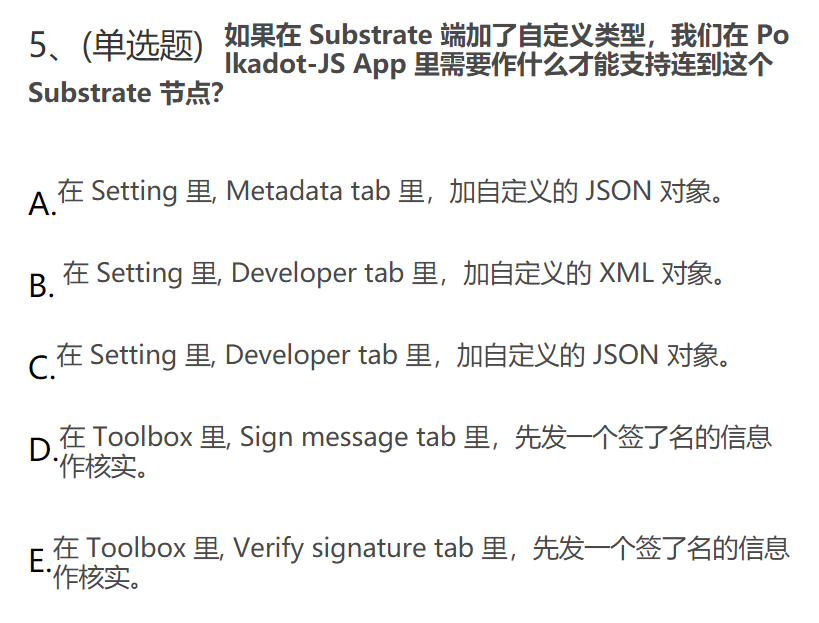 5、(单选题) 如果在 Substrate 端加了自定义类型，我们在 Po
lkadot-JS App 里需要作什么才能支持连到这个
Substrate 节点?
A.在 Setting 里, Metadata tab 里，加自定义的 JSON 对象。
B. 在 Setting 里, Developer tab 里，加自定义的 XML 对象。
C.在 Setting 里, Developer tab 里，加自定义的 JSON 对象。
D.在 Toolbox 里, Sign message tab 里，先发一个签了名的信息
作核实。
E.在 Toolbox 里, Verify signature tab 里，先发一个签了名的信息
作核实。